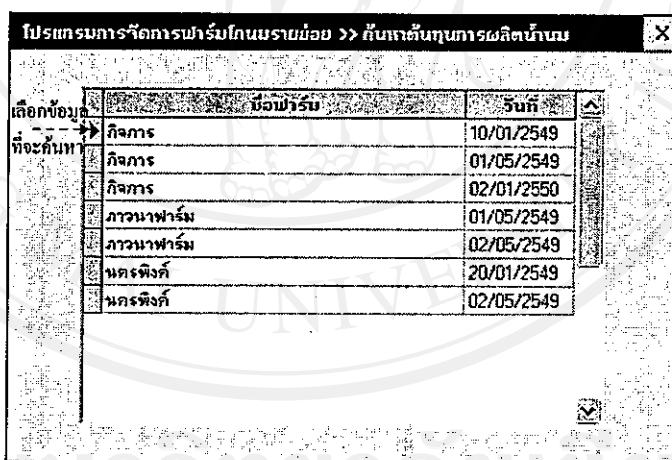 โปรแกรมการจัดการฟาร์มโคนมรายย่อย >> ค้นหาต้นทุนการผลิตน้ำนม
ชื่อฟาร์ม วันที่
เลือกข้อมูล
ที่จะค้นหา
กิจการ 10/01/2549
กิจการ 01/05/2549
กิจการ 02/01/2550
ภาวนาฟาร์ม 01/05/2549
ภาวนาฟาร์ม 02/05/2549
นครพิงค์ 20/01/2549
นครพิงค์ 02/05/2549
UNIVE